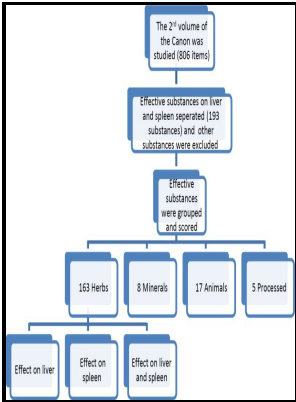 The 2nd volume of
the Canon was
studied (806 items)
Effective substances on liver
and spleen seperated (193
substances) and other
substances were excluded
Effective
substances
were grouped
and scored
163 Herbs
8 Minerals
17 Animals
5 Processed
Effect on liver
Effect on
spleen
Effect on liver
and spleen